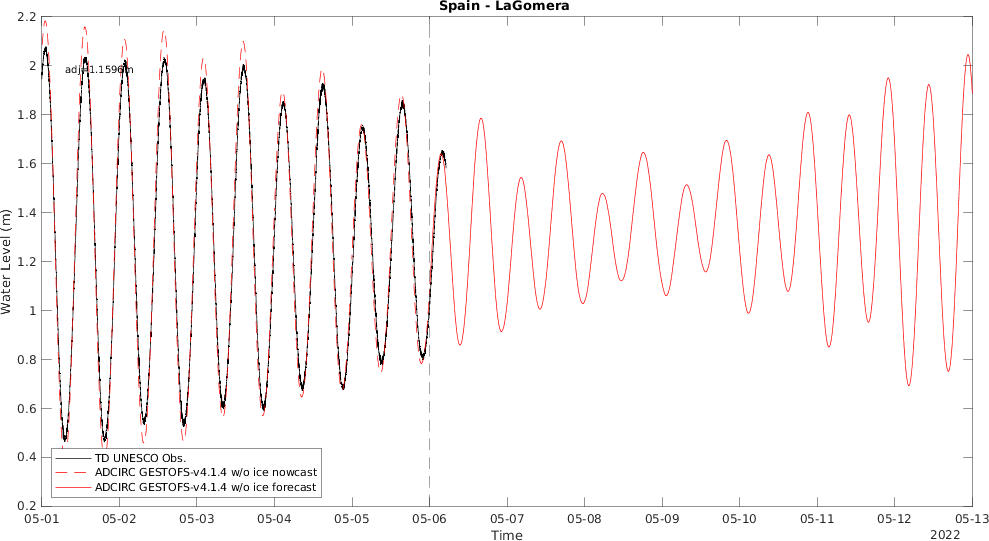 Spain - LaGomera
2.2
2
1.8
1.6
1.4
1.2
1
0.8
0.6
0.4
0.2
Water Level (m)
adj=1.1596m
TD UNESCO Obs.
ADCIRC GESTOFS-v4.1.4 w/o ice nowcast
ADCIRC GESTOFS-v4.1.4 w/o ice forecast
05-01 05-02 05-03 05-04 05-05 05-06 05-07 05-08 05-09 05-10 05-11 05-12 05-13
Time
2022